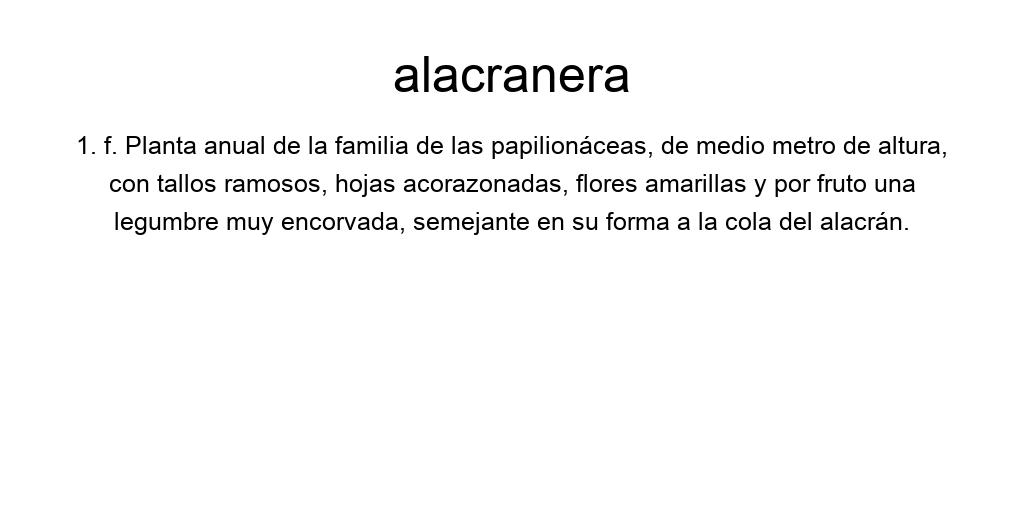 alacranera
1. f. Planta anual de la familia de las papilionáceas, de medio metro de altura,
con tallos ramosos, hojas acorazonadas, flores amarillas y por fruto una
legumbre muy encorvada, semejante en su forma a la cola del alacrán.